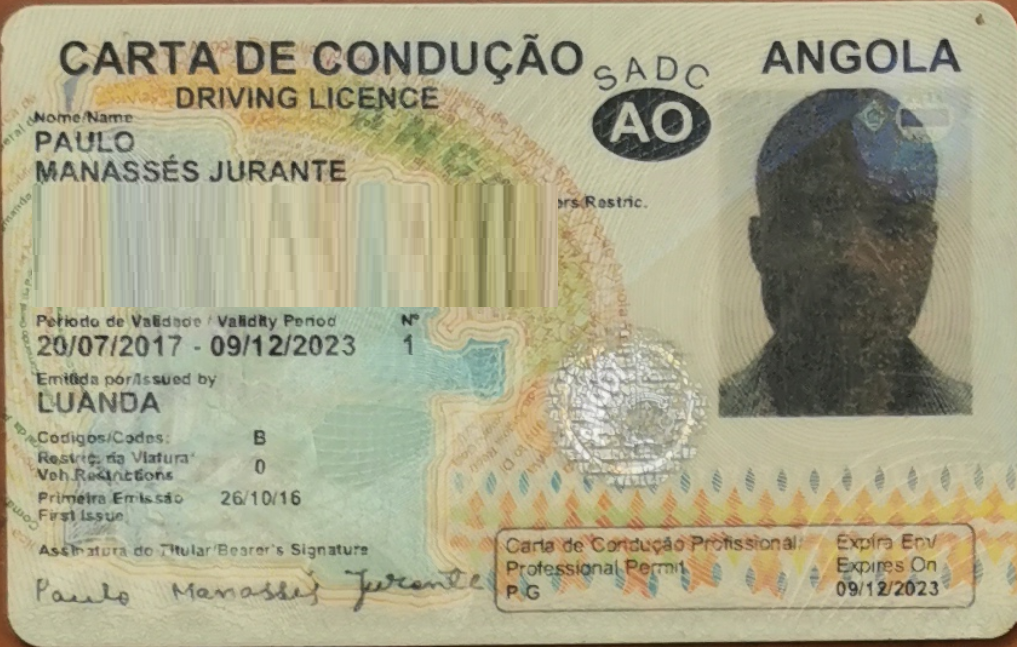 CARTA DE CONDUÇÃO
DRIVING LICENCE
SADC
AO
ANGOLA
Nome/Name
PAULO
MANASSÉS JURANTE
ers Restric.
Período de Validade / Validity Period Nº
20/07/2017 - 09/12/2023 1
Emitida por/Issued by
LUANDA
Codigos/Codes: B
Restriç. da Viatura 0
Veh.Restrictions
Primeira Emissão 26/10/16
First Issue
Assinatura do Titular/Bearer's Signature
Paulo Manassés Jurante
Carta de Condução Profissional: Expira Em/
Professional Permit Expires On
P G 09/12/2023